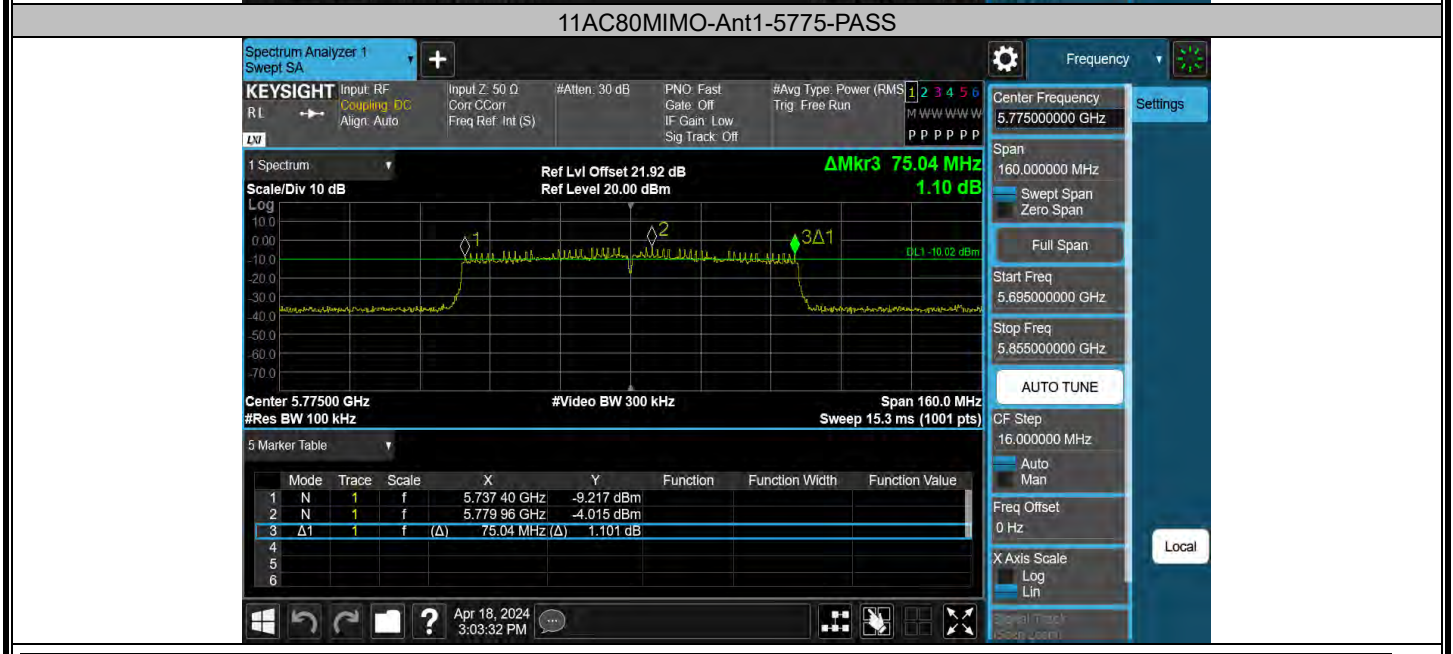 11AC80MIMO-Ant1-5775-PASS
Spectrum Analyzer 1
Swept SA
+
Frequency
KEYSIGHT
RL
LXI
Input: RF
Coupling: DC
Align: Auto
Input Z: 50 Ω
Corr CCorr
Freq Ref: Int (S)
#Atten: 30 dB
PNO: Fast
Gate: Off
IF Gain: Low
Sig Track: Off
#Avg Type: Power (RMS
Trig: Free Run
1 2 3 4 5 6
M W W W W W
P P P P P P
Center Frequency
5.775000000 GHz
Settings
1 Spectrum
Scale/Div 10 dB
Ref Lvl Offset 21.92 dB
Ref Level 20.00 dBm
ΔMkr3 75.04 MHz
1.10 dB
Span
160.000000 MHz
Swept Span
Zero Span
Full Span
Log
10.0
0.00
-10.0
-20.0
-30.0
-40.0
-50.0
-60.0
-70.0
1
2
3Δ1
DL1 -10.02 dBm
Start Freq
5.695000000 GHz
Stop Freq
5.855000000 GHz
AUTO TUNE
Center 5.77500 GHz
#Res BW 100 kHz
#Video BW 300 kHz
Span 160.0 MHz
Sweep 15.3 ms (1001 pts)
CF Step
16.000000 MHz
Auto
Man
5 Marker Table
Mode Trace Scale X Y Function Function Width Function Value
1 N 1 f 5.737 40 GHz -9.217 dBm
2 N 1 f 5.779 96 GHz -4.015 dBm
3 Δ1 1 f (Δ) 75.04 MHz (Δ) 1.101 dB
4
5
6
Freq Offset
0 Hz
X Axis Scale
Log
Lin
Local
Signal Track
(Span Zoom)
?
Apr 18, 2024
3:03:32 PM